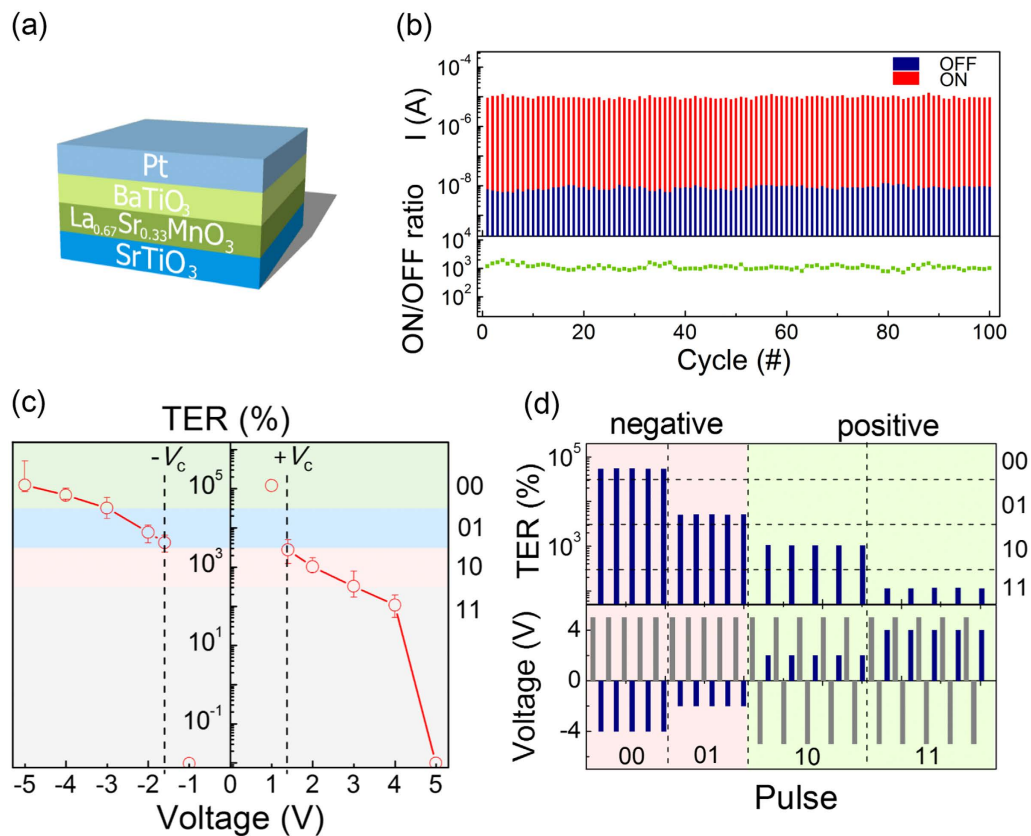 (a)
Pt
BaTiO₃
La₀.₆₇Sr₀.₃₃MnO₃
SrTiO₃
(b)
I (A)
10⁻⁴
10⁻⁶
10⁻⁸
OFF
ON
ON/OFF ratio
10⁴
10³
10²
0 20 40 60 80 100
Cycle (#)
(c)
TER (%)
-Vc +Vc
10⁵
10³
10¹
10⁻¹
00
01
10
11
-5 -4 -3 -2 -1 0 1 2 3 4 5
Voltage (V)
(d)
negative positive
TER (%)
10⁵
10³
00
01
10
11
Voltage (V)
4
0
-4
00 01 10 11
Pulse